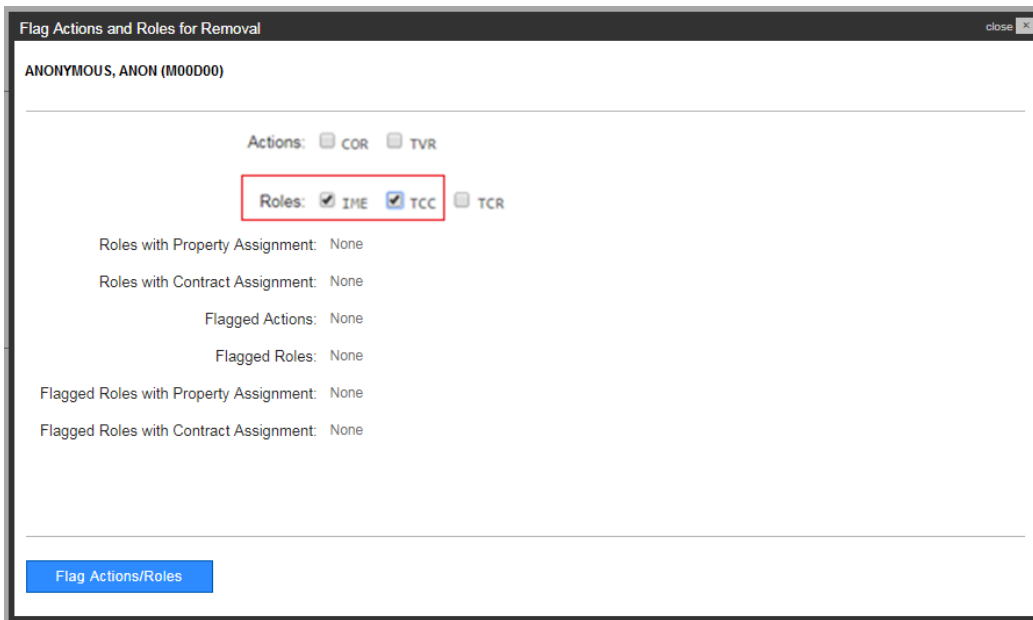 Flag Actions and Roles for Removal close x
ANONYMOUS, ANON (M00D00)
Actions: COR TVR
Roles: IME TCC TCR
Roles with Property Assignment: None
Roles with Contract Assignment: None
Flagged Actions: None
Flagged Roles: None
Flagged Roles with Property Assignment: None
Flagged Roles with Contract Assignment: None
Flag Actions/Roles